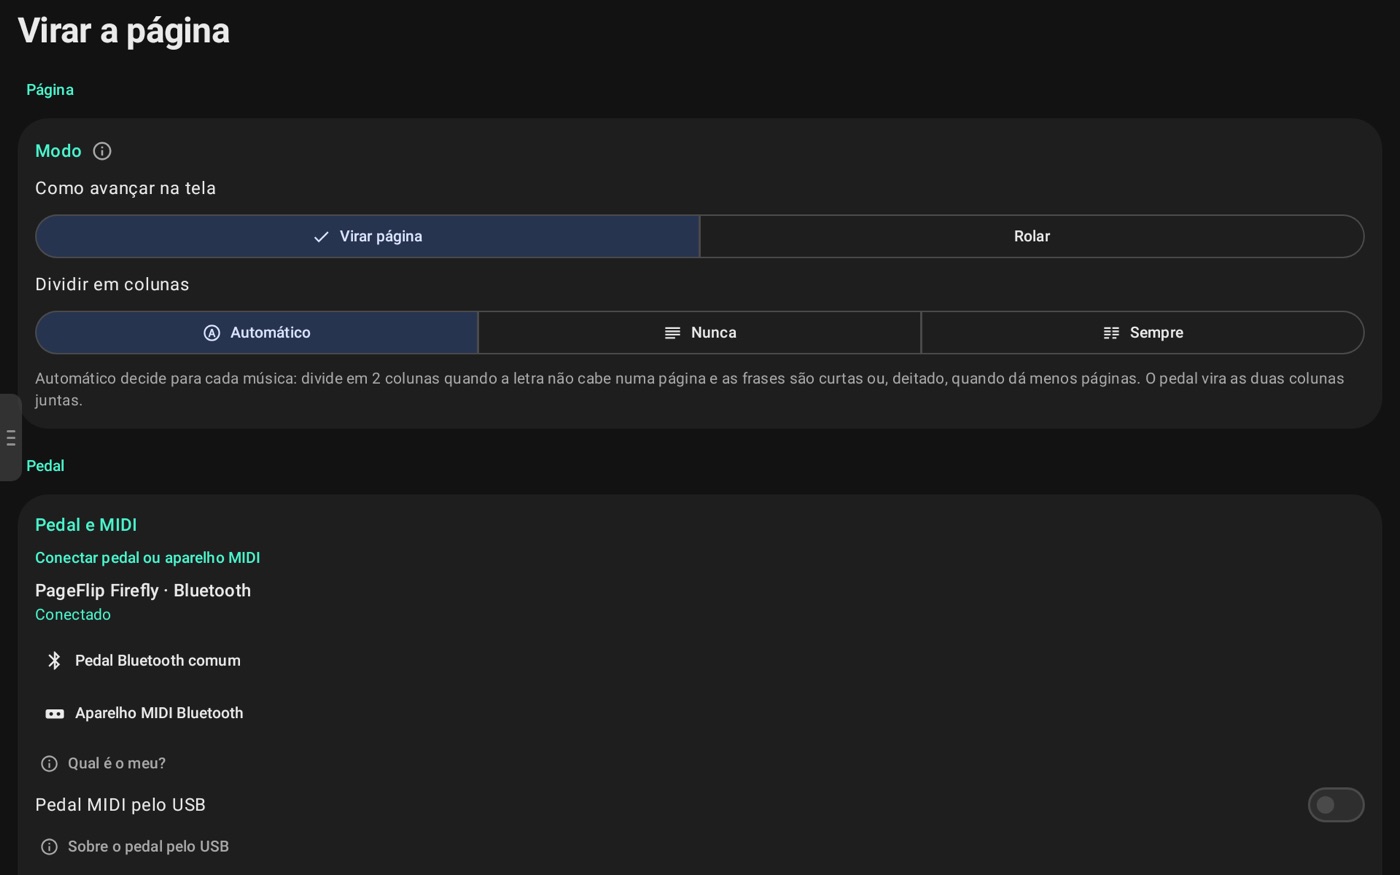 Virar a página
Página
Modo
Como avançar na tela
Virar página
Rolar
Dividir em colunas
Automático
Nunca
Sempre
Automático decide para cada música: divide em 2 colunas quando a letra não cabe numa página e as frases são curtas ou, deitado, quando dá menos páginas. O pedal vira as duas colunas
juntas.
Pedal
Pedal e MIDI
Conectar pedal ou aparelho MIDI
PageFlip Firefly · Bluetooth
Conectado
Pedal Bluetooth comum
Aparelho MIDI Bluetooth
Qual é o meu?
Pedal MIDI pelo USB
Sobre o pedal pelo USB